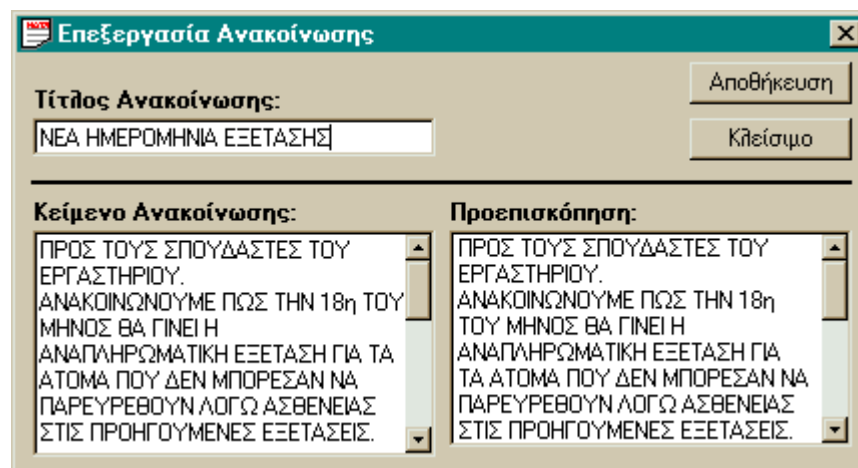 Επεξεργασία Ανακοίνωσης
Τίτλος Ανακοίνωσης:
ΝΕΑ ΗΜΕΡΟΜΗΝΙΑ ΕΞΕΤΑΣΗΣ
Αποθήκευση
Κλείσιμο
Κείμενο Ανακοίνωσης:
ΠΡΟΣ ΤΟΥΣ ΣΠΟΥΔΑΣΤΕΣ ΤΟΥ
ΕΡΓΑΣΤΗΡΙΟΥ.
ΑΝΑΚΟΙΝΩΝΟΥΜΕ ΠΩΣ ΤΗΝ 18η ΤΟΥ
ΜΗΝΟΣ ΘΑ ΓΙΝΕΙ Η
ΑΝΑΠΛΗΡΩΜΑΤΙΚΗ ΕΞΕΤΑΣΗ ΓΙΑ ΤΑ
ΑΤΟΜΑ ΠΟΥ ΔΕΝ ΜΠΟΡΕΣΑΝ ΝΑ
ΠΑΡΕΥΡΕΘΟΥΝ ΛΟΓΩ ΑΣΘΕΝΕΙΑΣ
ΣΤΙΣ ΠΡΟΗΓΟΥΜΕΝΕΣ ΕΞΕΤΑΣΕΙΣ.
Προεπισκόπηση:
ΠΡΟΣ ΤΟΥΣ ΣΠΟΥΔΑΣΤΕΣ ΤΟΥ
ΕΡΓΑΣΤΗΡΙΟΥ.
ΑΝΑΚΟΙΝΩΝΟΥΜΕ ΠΩΣ ΤΗΝ 18η
ΤΟΥ ΜΗΝΟΣ ΘΑ ΓΙΝΕΙ Η
ΑΝΑΠΛΗΡΩΜΑΤΙΚΗ ΕΞΕΤΑΣΗ ΓΙΑ
ΤΑ ΑΤΟΜΑ ΠΟΥ ΔΕΝ ΜΠΟΡΕΣΑΝ ΝΑ
ΠΑΡΕΥΡΕΘΟΥΝ ΛΟΓΩ ΑΣΘΕΝΕΙΑΣ
ΣΤΙΣ ΠΡΟΗΓΟΥΜΕΝΕΣ ΕΞΕΤΑΣΕΙΣ.